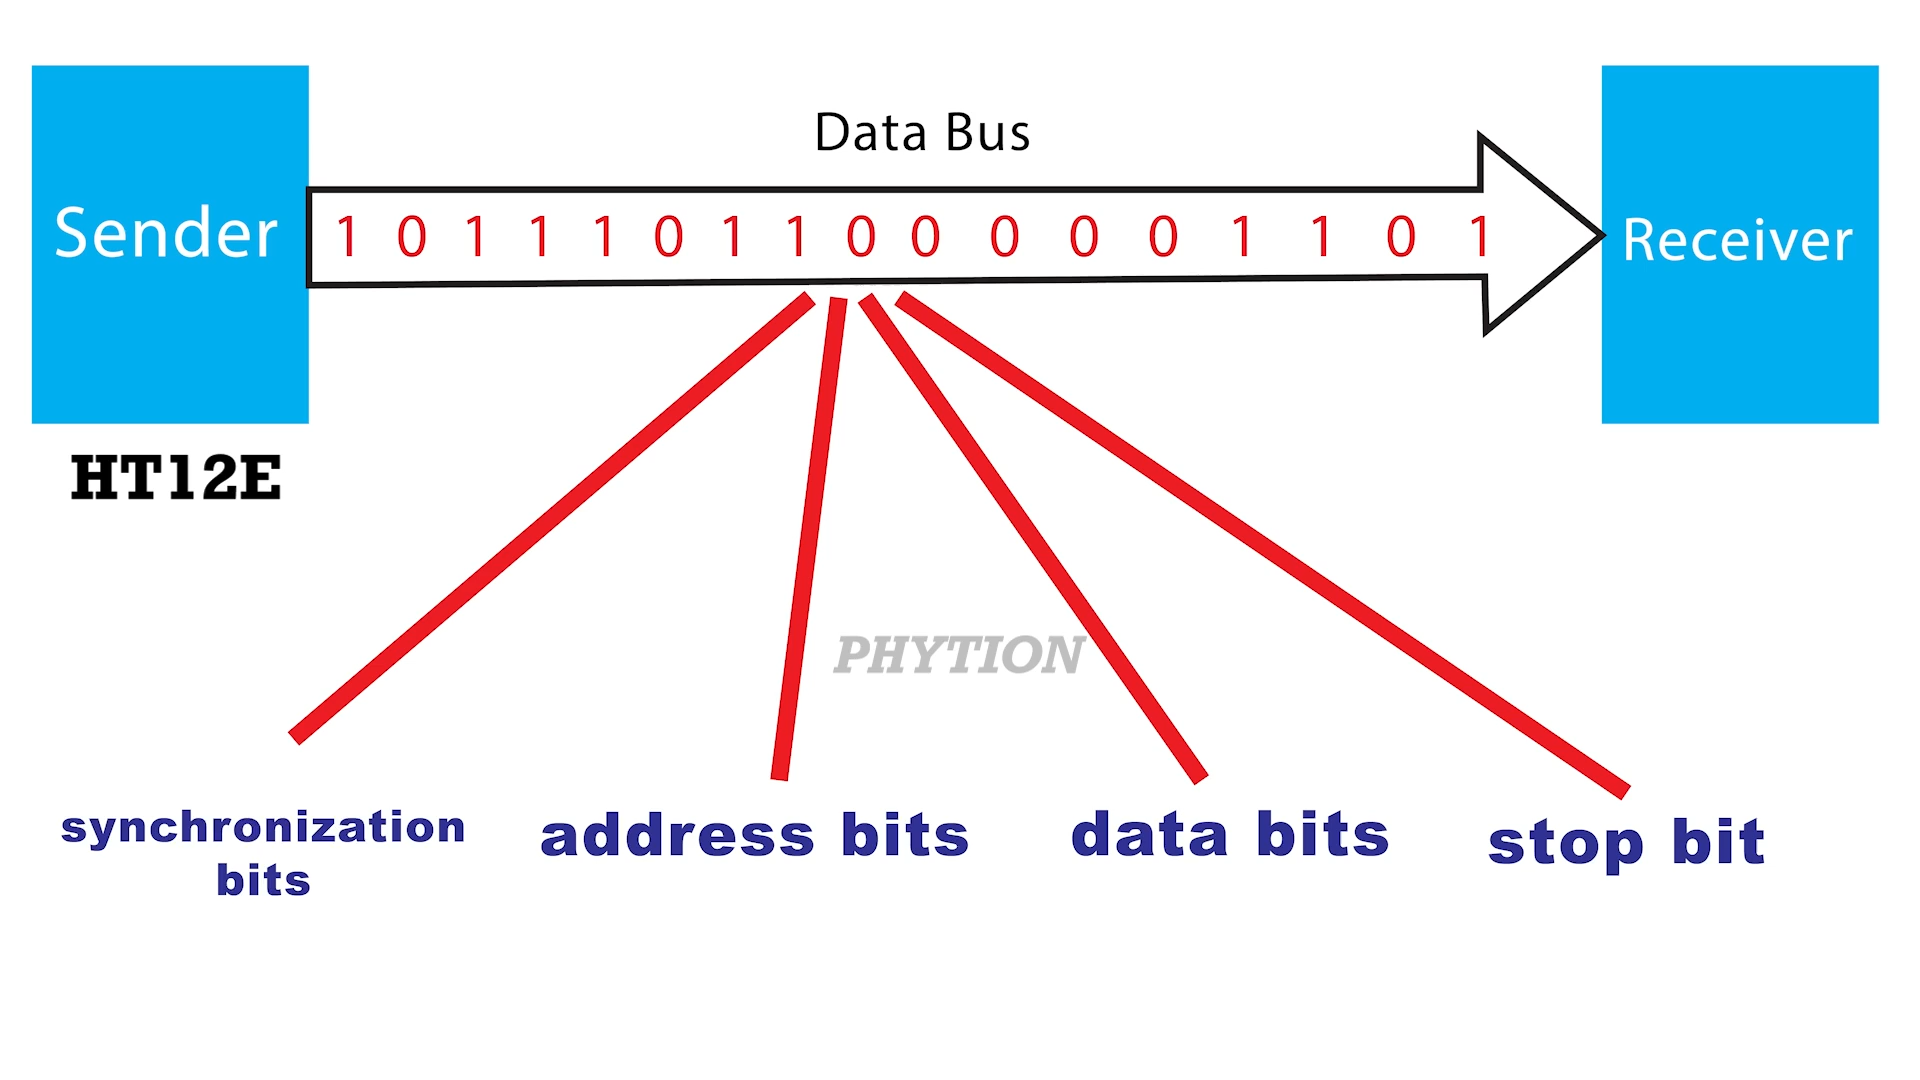 Data Bus
Sender
1 0 1 1 1 0 1 1 0 0 0 0 0 1 1 0 1
Receiver
HT12E
PHYTION
synchronization
bits
address bits
data bits
stop bit